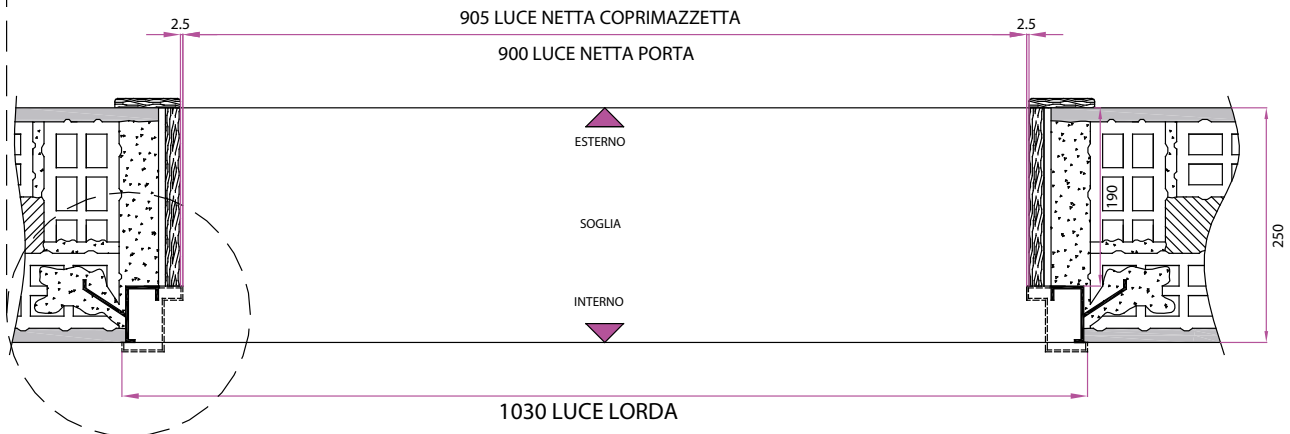 905 LUCE NETTA COPRIMAZZETTA
2.5
2.5
900 LUCE NETTA PORTA
ESTERNO
190
SOGLIA
250
INTERNO
1030 LUCE LORDA